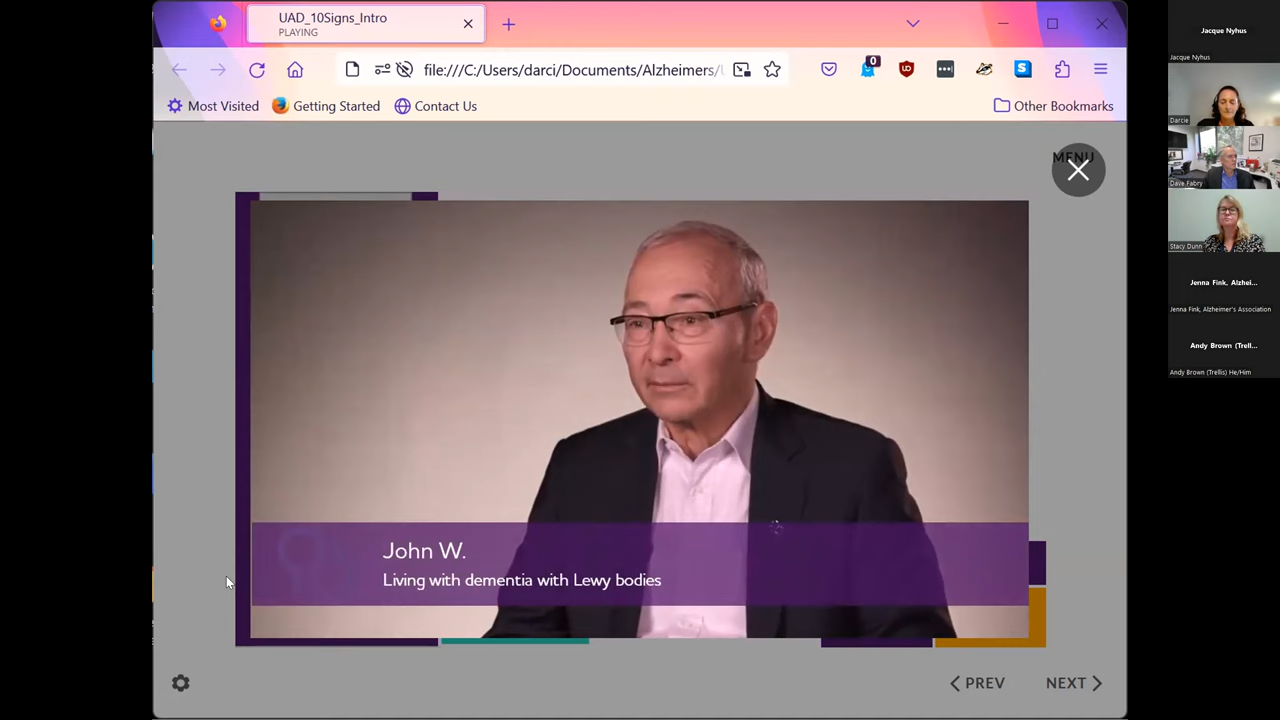 UAD_10Signs_Intro
PLAYING
file:///C:/Users/darci/Documents/Alzheimers/
0
Most Visited
Getting Started
Contact Us
Other Bookmarks
MENU
John W.
Living with dementia with Lewy bodies
PREV
NEXT
Jacque Nyhus
Jacque Nyhus
Darcie
Dave Fabry
Stacy Dunn
Jenna Fink, Alzhei...
Jenna Fink, Alzheimer's Association
Andy Brown (Trell...
Andy Brown (Trellis) He/Him